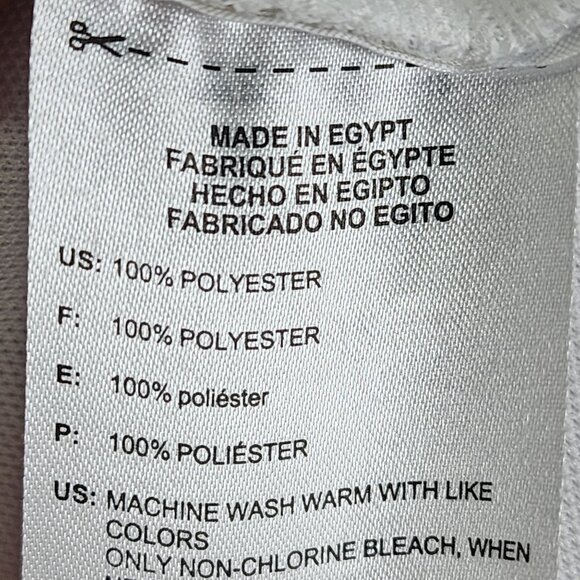 MADE IN EGYPT
FABRIQUÉ EN ÉGYPTE
HECHO EN EGIPTO
FABRICADO NO EGITO
US: 100% POLYESTER
F: 100% POLYESTER
E: 100% poliéster
P: 100% POLIÉSTER
US: MACHINE WASH WARM WITH LIKE
COLORS
ONLY NON-CHLORINE BLEACH, WHEN